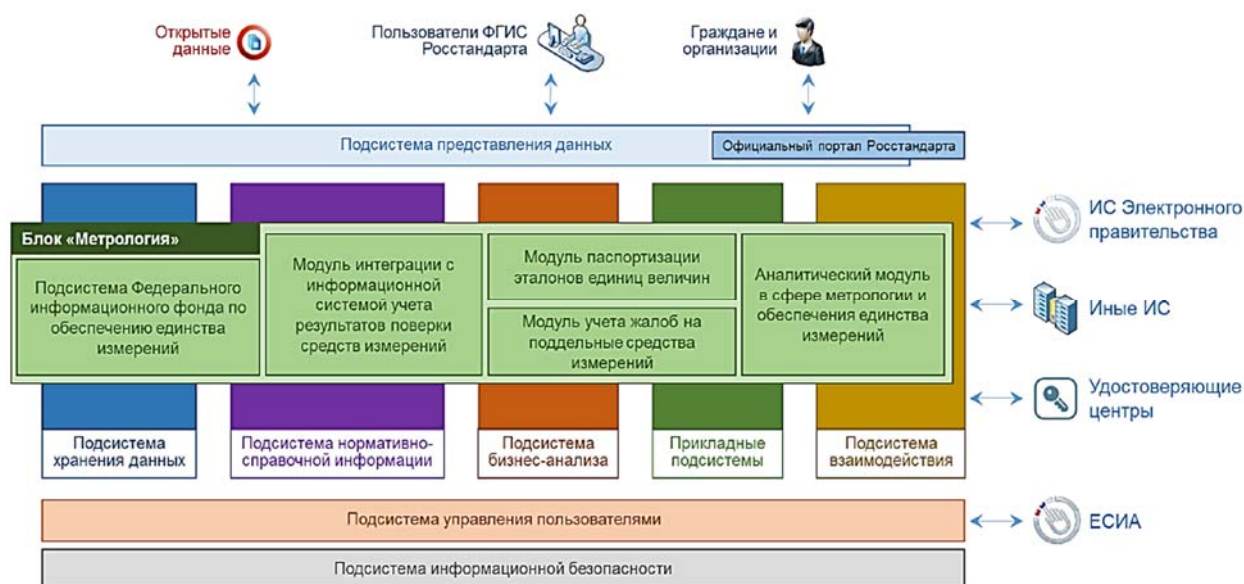 Открытые
данные
Пользователи ФГИС
Росстандарта
Граждане и
организации
Подсистема представления данных
Официальный портал Росстандарта
Блок «Метрология»
Подсистема Федерального
информационного фонда по
обеспечению единства
измерений
Модуль интеграции с
информационной
системой учета
результатов поверки
средств измерений
Модуль паспортизации
эталонов единиц величин
Модуль учета жалоб на
поддельные средства
измерений
Аналитический модуль
в сфере метрологии и
обеспечения единства
измерений
ИС Электронного
правительства
Иные ИС
Удостоверяющие
центры
Подсистема
хранения данных
Подсистема нормативно-
справочной информации
Подсистема
бизнес-анализа
Прикладные
подсистемы
Подсистема
взаимодействия
Подсистема управления пользователями
ЕСИА
Подсистема информационной безопасности